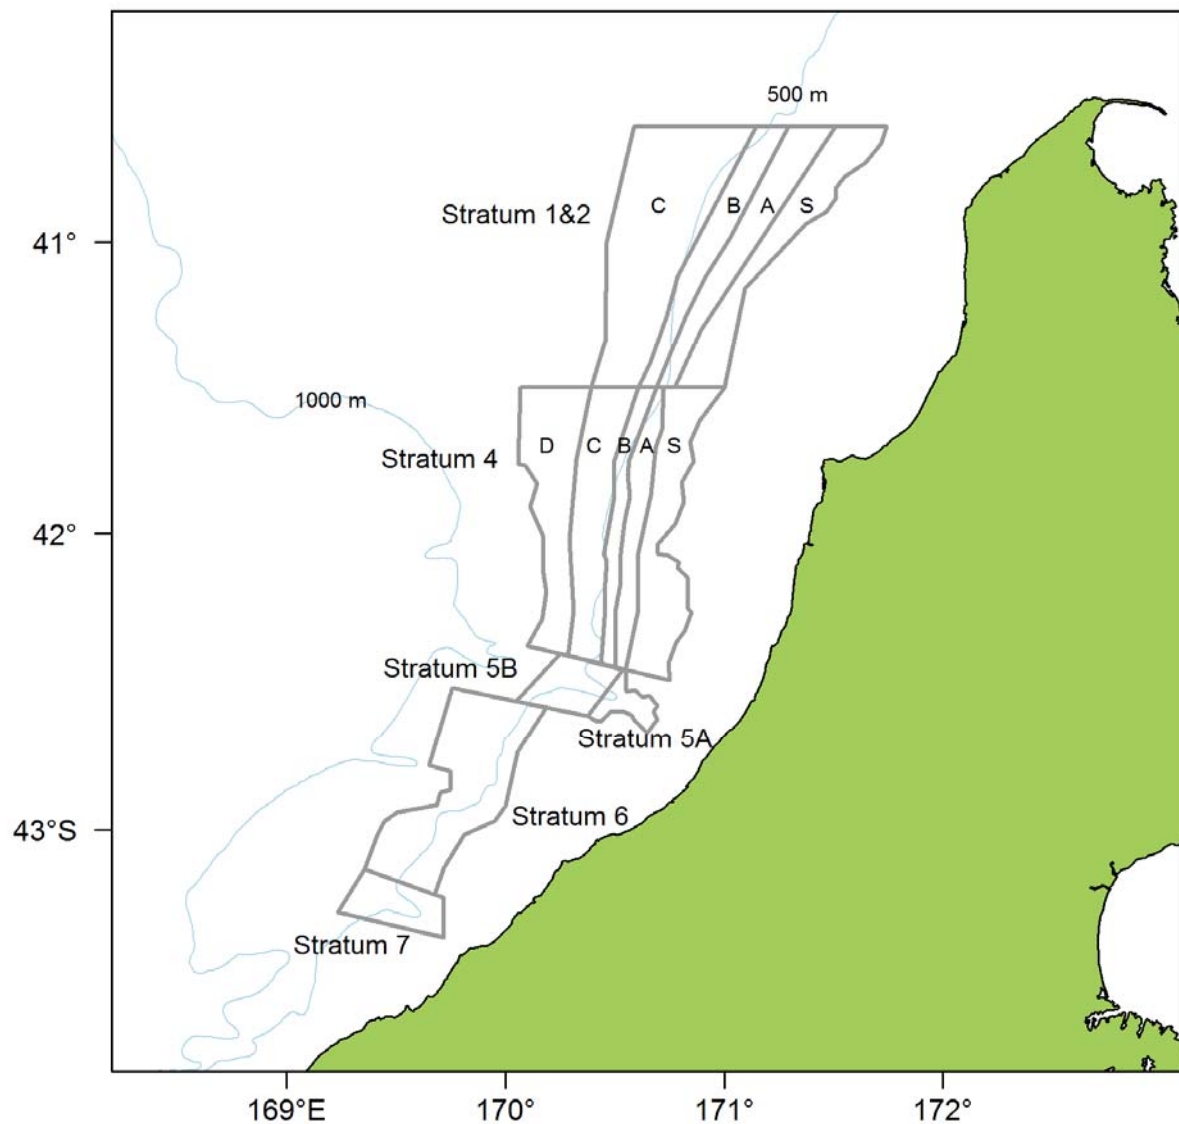 500 m
Stratum 1&2
C B A S
41°
1000 m
Stratum 4
D C B A S
42°
Stratum 5B
Stratum 5A
Stratum 6
43°S
Stratum 7
169°E 170° 171° 172°